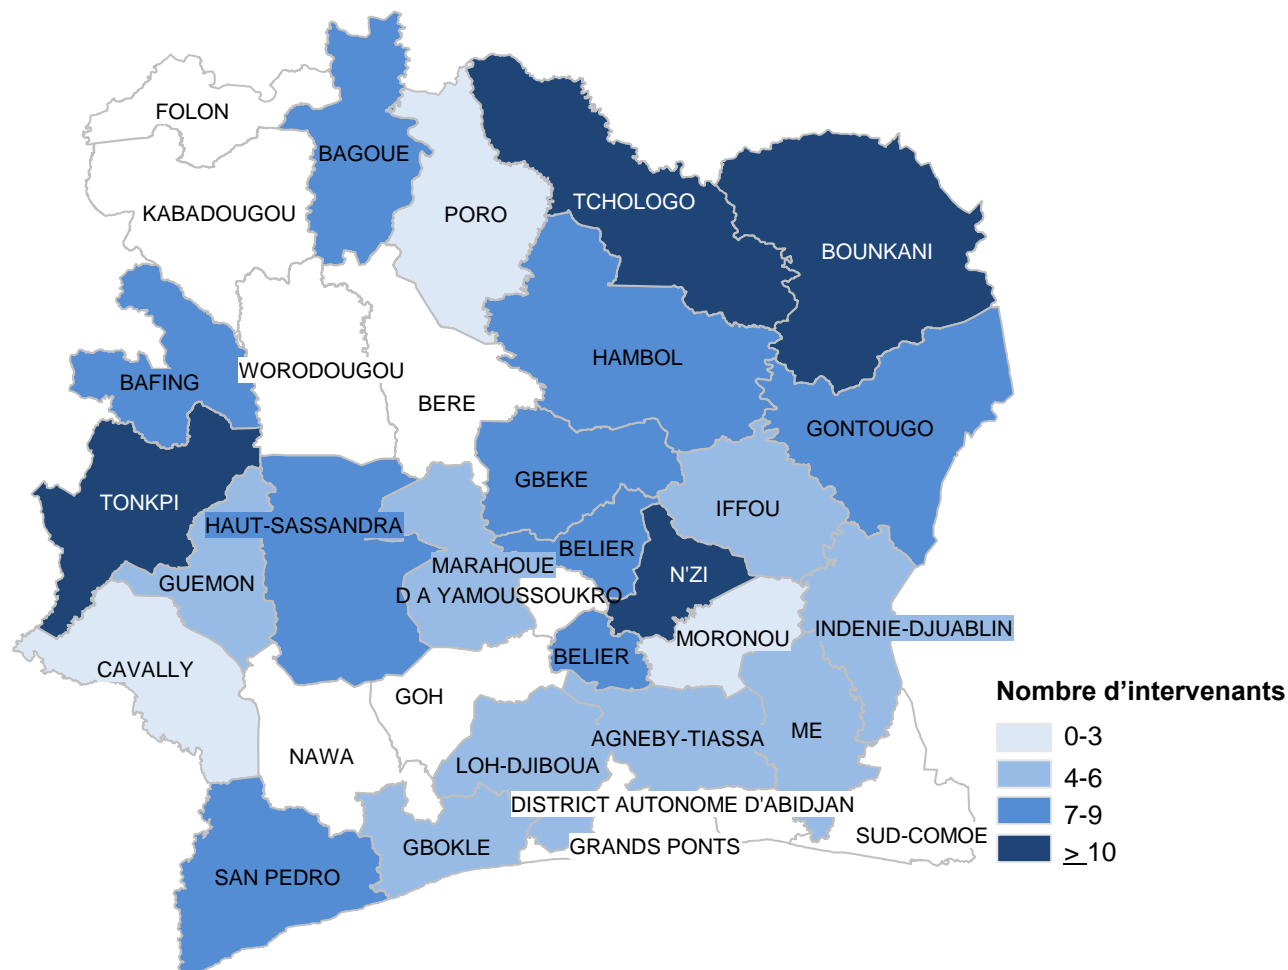 FOLON
BAGOUE
KABADOUGOU
PORO
TCHOLOGO
BOUNKANI
WORODOUGOU
HAMBOL
BAFING
BERE
GONTOUGO
GBEKE
TONKPI
IFFOU
HAUT-SASSANDRA
BELIER
MARAHOUE
N'ZI
GUEMON
D A YAMOUSSOUKRO
INDENIE-DJUABLIN
MORONOU
BELIER
CAVALLY
GOH
Nombre d’intervenants
0-3
4-6
7-9
> 10
ME
AGNEBY-TIASSA
NAWA
LOH-DJIBOUA
DISTRICT AUTONOME D'ABIDJAN
SUD-COMOE
GBOKLE
GRANDS PONTS
SAN PEDRO